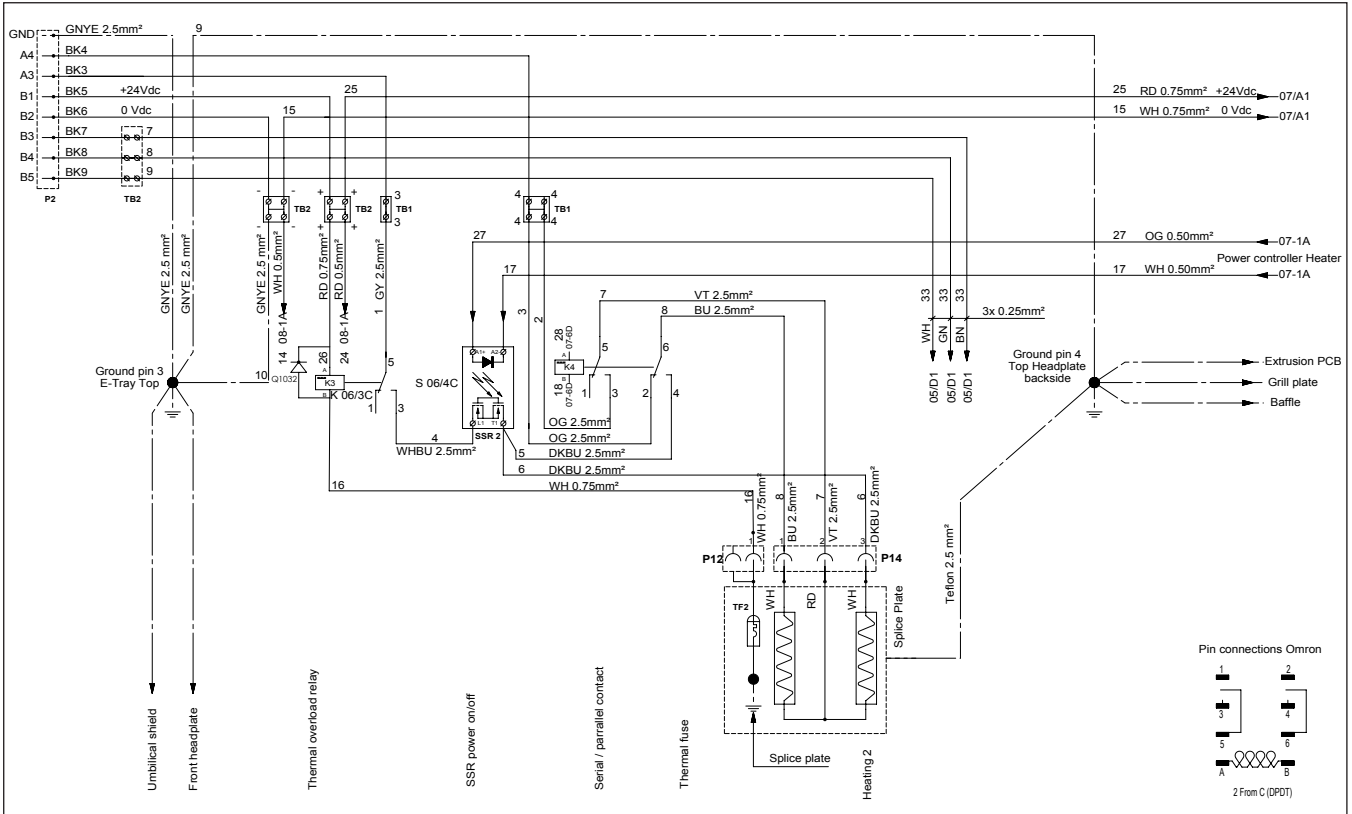 GND GNYE 2.5mm² 9
A4 BK4
A3 BK3
B1 BK5 +24Vdc 25 25 RD 0.75mm² +24Vdc 07/A1
B2 BK6 0 Vdc 15 15 WH 0.75mm² 0 Vdc 07/A1
B3 BK7 7
B4 BK8 8
B5 BK9 9
P2 TB2
- - + + 3 4 4
TB2 TB2 TB1 TB1
- - + + 3 4 4
27 27 OG 0.50mm² 07-1A
Power controller Heater
17 17 WH 0.50mm² 07-1A
GNYE 2.5 mm²
GNYE 2.5 mm²
GNYE 2.5 mm²
WH 0.5mm²
RD 0.75mm²
RD 0.5mm²
1 GY 2.5mm²
3
2
7 VT 2.5mm²
8 BU 2.5mm²
33 33 33
3x 0.25mm²
WH GN BN
05/D1 05/D1 05/D1
14 08-1A
26
24 08-1A
Ground pin 3
E-Tray Top
10
Q1032
A
K3
B
K 06/3C
5
1
3
A1+ A2-
S 06/4C
L1 T1
SSR 2
28 07-6D
A
K4
B
18 07-6D
5
1 3
6
2 4
Ground pin 4
Top Headplate
backside
Extrusion PCB
Grill plate
Baffle
OG 2.5mm²
OG 2.5mm²
4
WHBU 2.5mm²
5 DKBU 2.5mm²
6 DKBU 2.5mm²
16 WH 0.75mm²
16 WH 0.75mm²
8 BU 2.5mm²
7 VT 2.5mm²
6 DKBU 2.5mm²
P12 1 1 2 3 P14
TF2
WH
RD
WH
Splice Plate
Teflon 2.5 mm²
Splice plate
Umbilical shield
Front headplate
Thermal overload relay
SSR power on/off
Serial / parrallel contact
Thermal fuse
Heating 2
Pin connections Omron
1 2
3 4
5 6
A B
2 From C (DPDT)